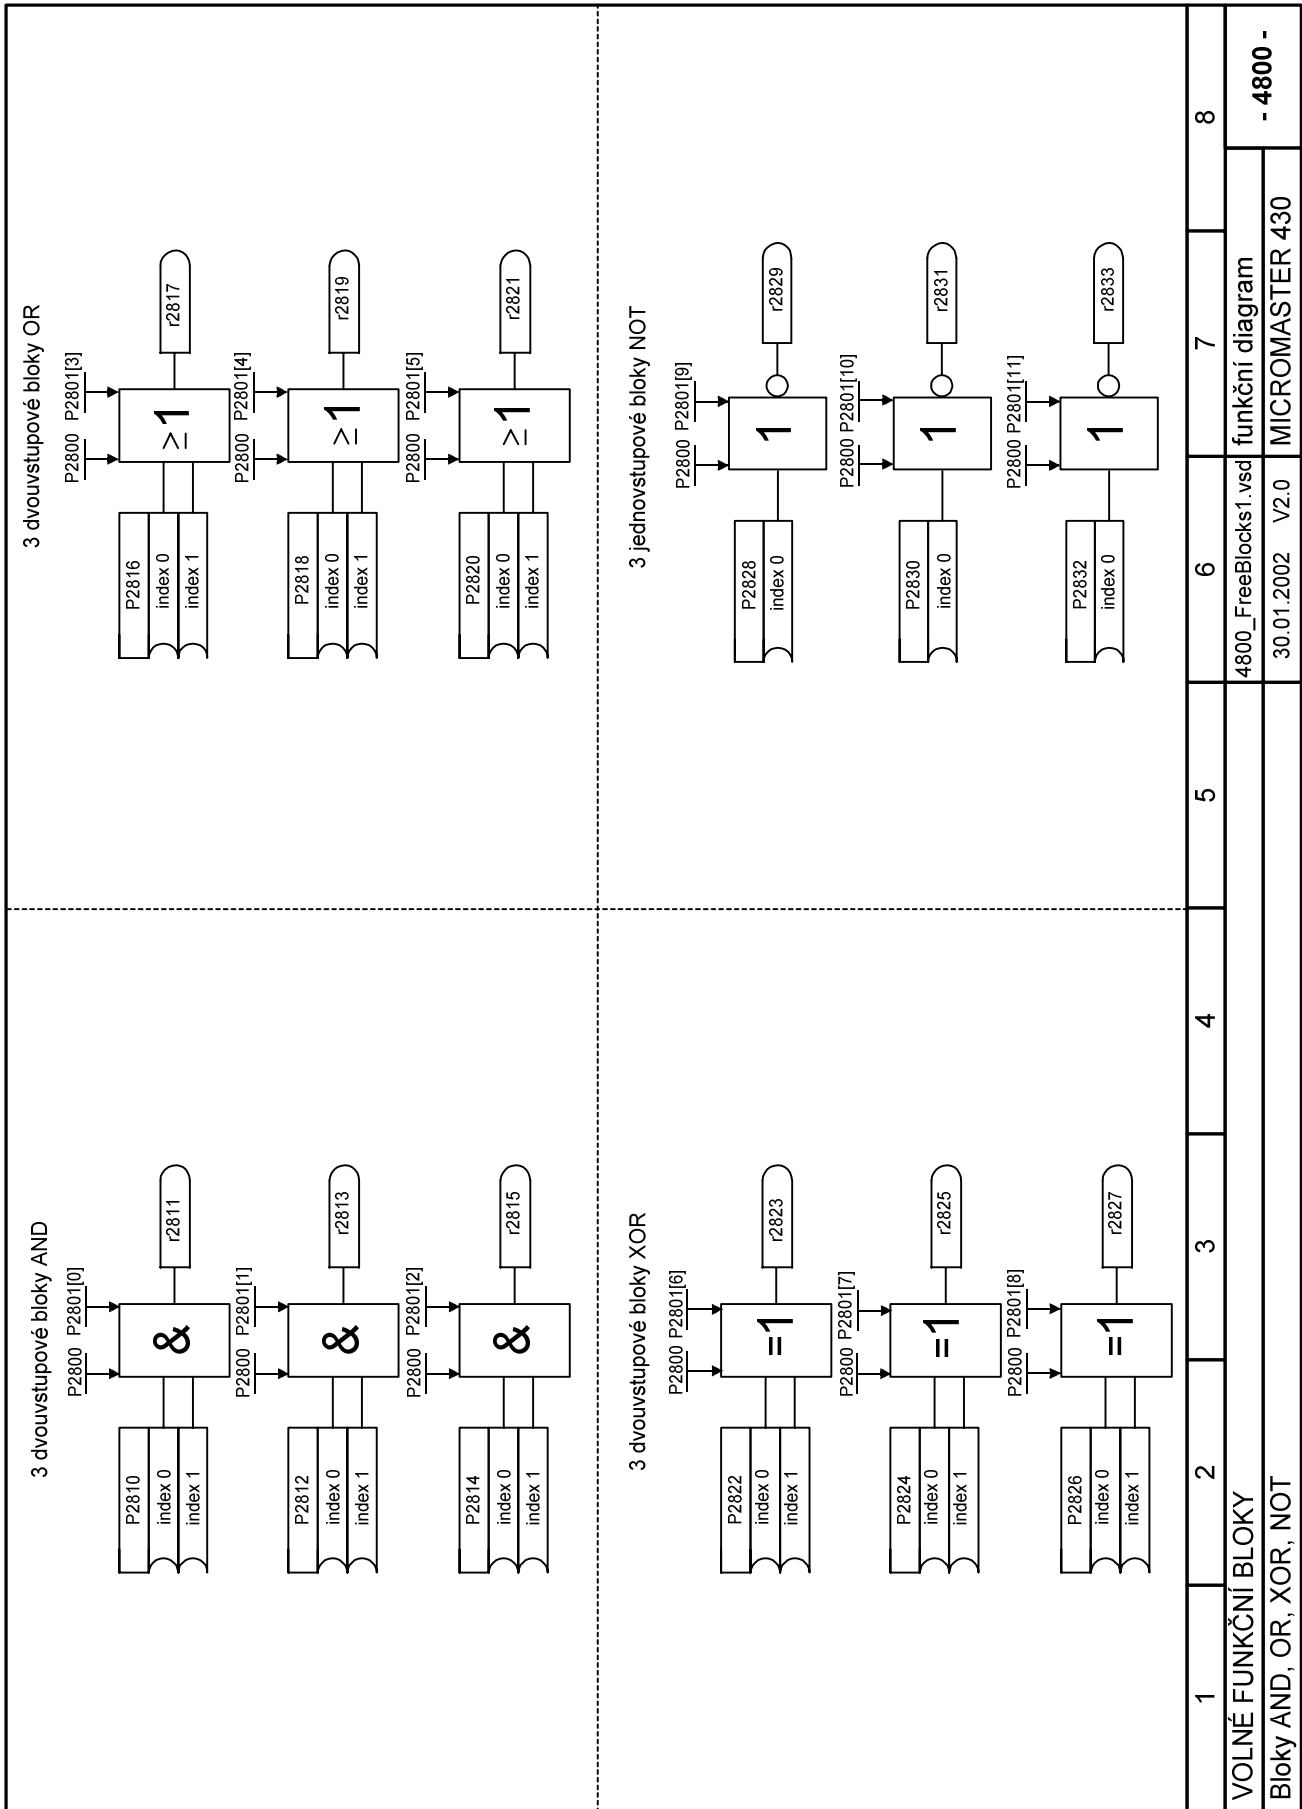 3 dvouvstupové bloky AND
P2800 P2801[0]
P2810
index 0
index 1
&
r2811
P2800 P2801[1]
P2812
index 0
index 1
&
r2813
P2800 P2801[2]
P2814
index 0
index 1
&
r2815
3 dvouvstupové bloky OR
P2800 P2801[3]
P2816
index 0
index 1
≥1
r2817
P2800 P2801[4]
P2818
index 0
index 1
≥1
r2819
P2800 P2801[5]
P2820
index 0
index 1
≥1
r2821
3 dvouvstupové bloky XOR
P2800 P2801[6]
P2822
index 0
index 1
=1
r2823
P2800 P2801[7]
P2824
index 0
index 1
=1
r2825
P2800 P2801[8]
P2826
index 0
index 1
=1
r2827
3 jednovstupové bloky NOT
P2800 P2801[9]
P2828
index 0
1
r2829
P2800 P2801[10]
P2830
index 0
1
r2831
P2800 P2801[11]
P2832
index 0
1
r2833
1 2 3 4 5 6 7 8
VOLNÉ FUNKČNÍ BLOKY
4800_FreeBlocks1.vsd
funkční diagram
- 4800 -
Bloky AND, OR, XOR, NOT
30.01.2002 V2.0
MICROMASTER 430